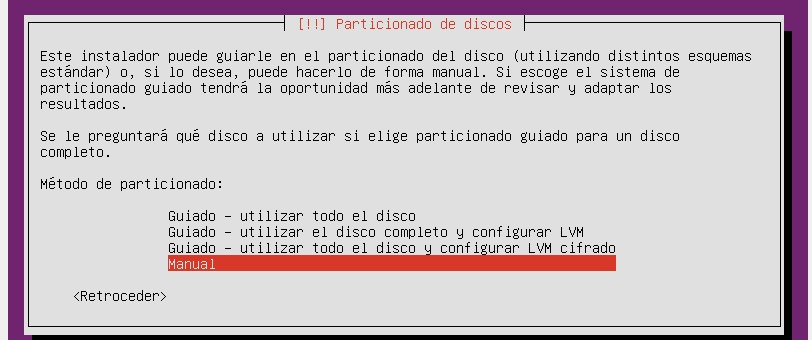 [!!] Particionado de discos
Este instalador puede guiarle en el particionado del disco (utilizando distintos esquemas
estándar) o, si lo desea, puede hacerlo de forma manual. Si escoge el sistema de
particionado guiado tendrá la oportunidad más adelante de revisar y adaptar los
resultados.
Se le preguntará qué disco a utilizar si elige particionado guiado para un disco
completo.
Método de particionado:
Guiado - utilizar todo el disco
Guiado - utilizar el disco completo y configurar LVM
Guiado - utilizar todo el disco y configurar LVM cifrado
Manual
<Retroceder>